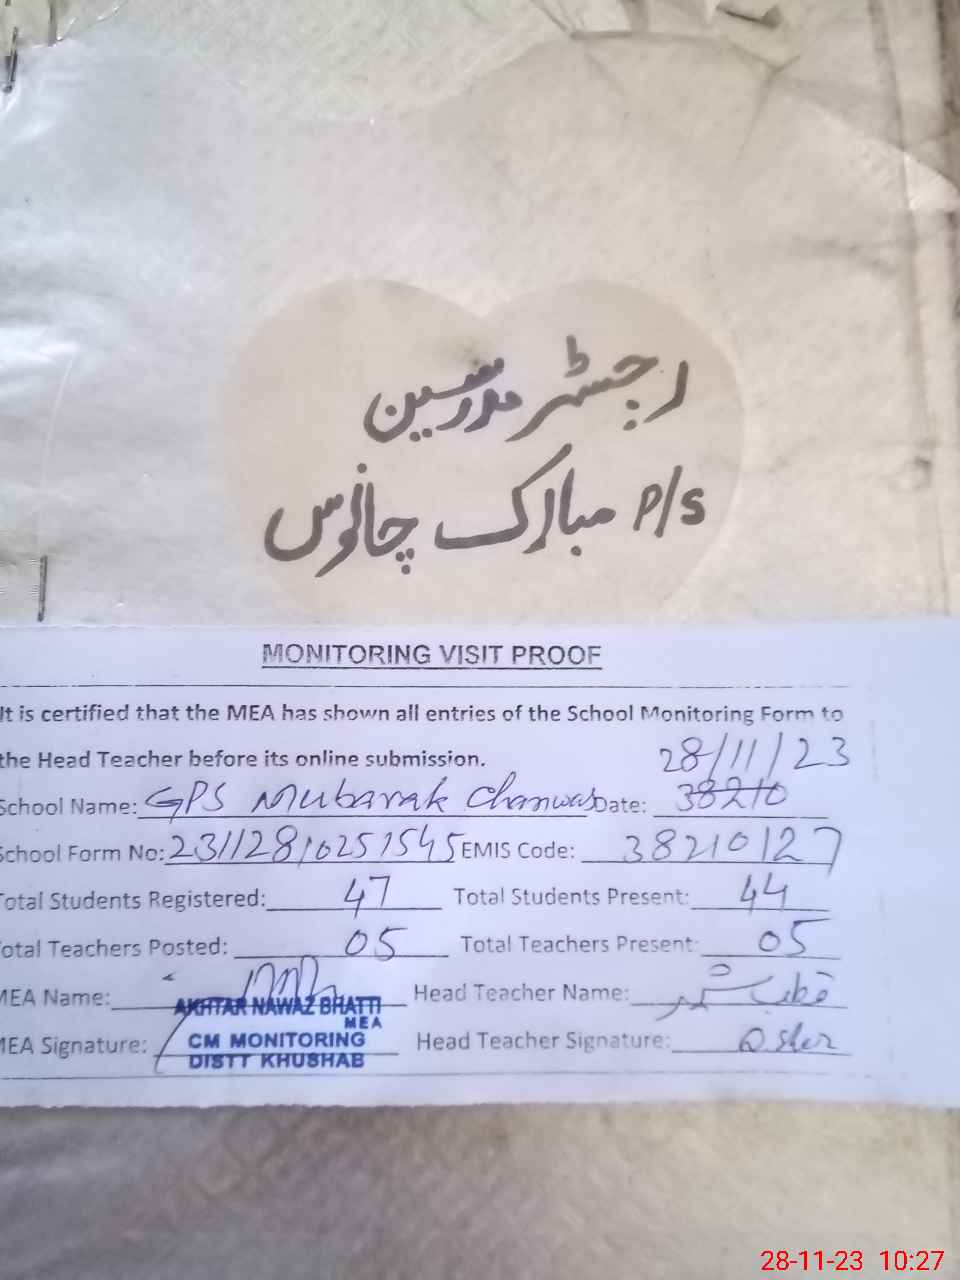 رجسٹر مدرسین
P/S مبارک چانوس
MONITORING VISIT PROOF
It is certified that the MEA has shown all entries of the School Monitoring Form to
the Head Teacher before its online submission.
28/11/23
School Name: GPS Mubarak Chanwas Date: 38210
School Form No: 23112810251545 EMIS Code: 38210127
Total Students Registered: 47 Total Students Present: 44
Total Teachers Posted: 05 Total Teachers Present: 05
MEA Name: Head Teacher Name: قطب شیر
AKHTAR NAWAZ BHATTI
MEA
MEA Signature: CM MONITORING Head Teacher Signature:
DISTT KHUSHAB
28-11-23 10:27